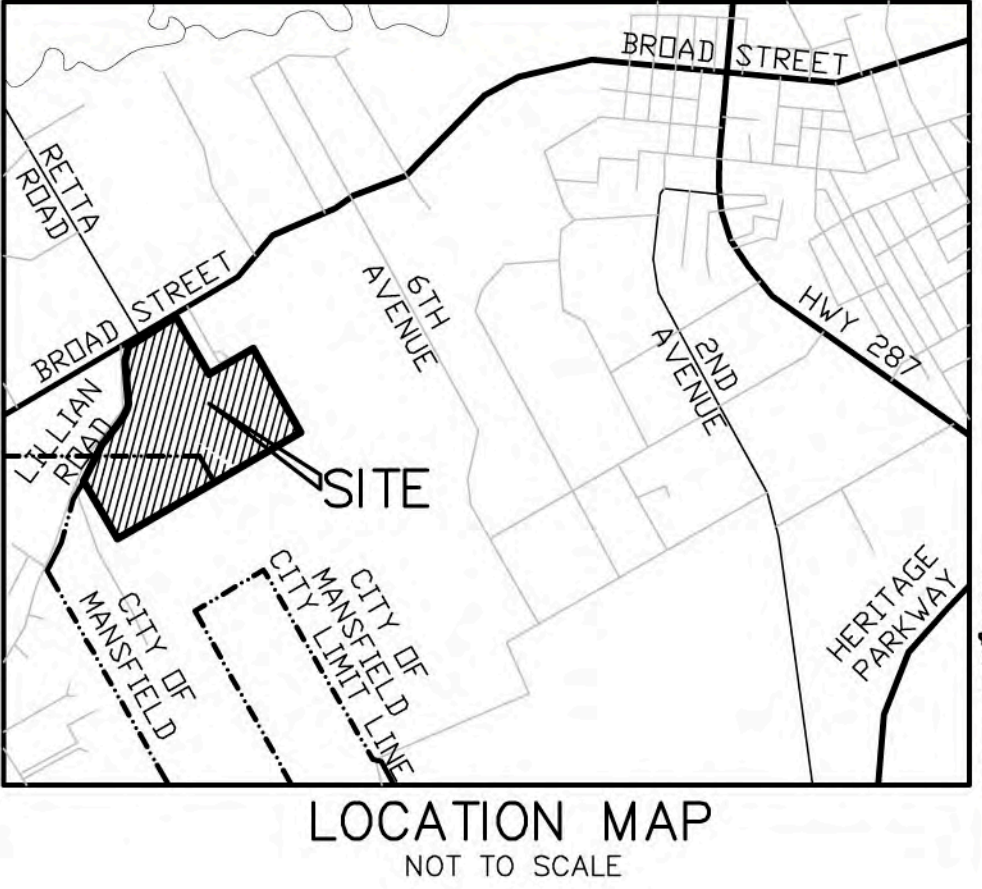 BROAD STREET
RETTA
ROAD
BROAD STREET
6TH
AVENUE
HWY 287
2ND
AVENUE
LILLIAN
ROAD
SITE
CITY OF
MANSFIELD
CITY OF
MANSFIELD
CITY LIMIT LINE
HERITAGE
PARKWAY
LOCATION MAP
NOT TO SCALE